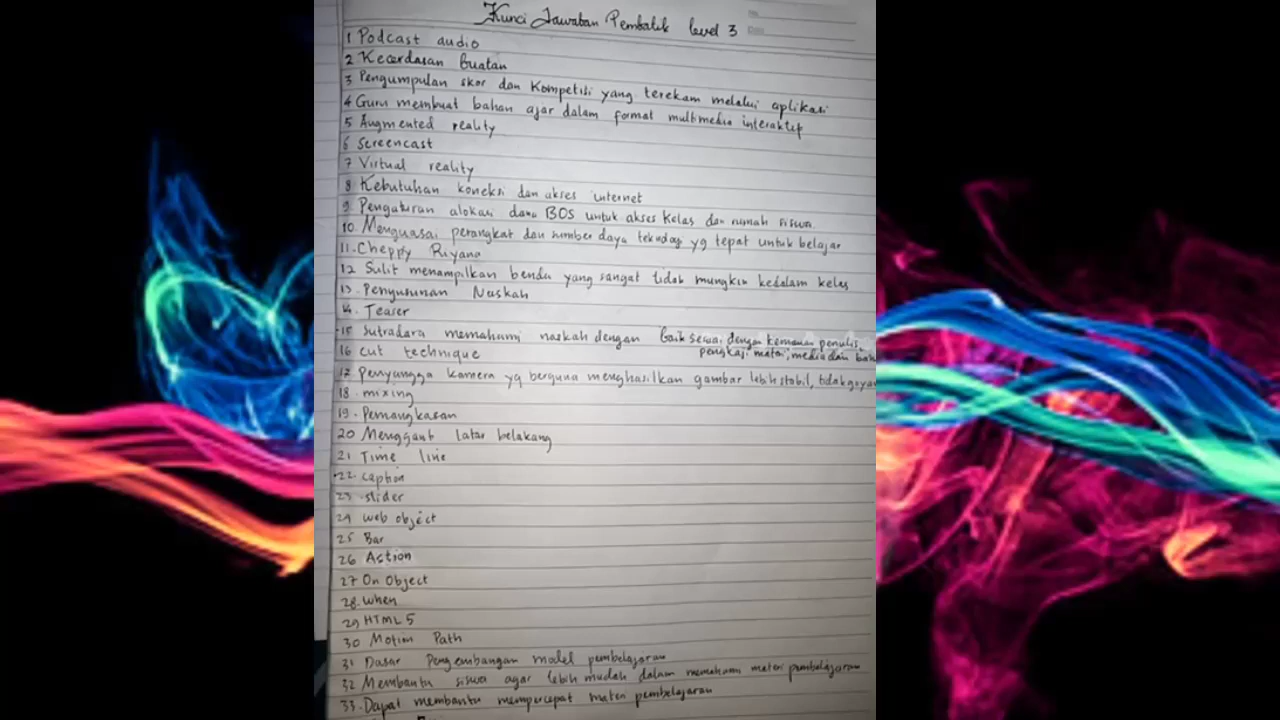 Kunci Jawaban Pembatik level 3
1 Podcast audio
2 Kecerdasan buatan
3 Pengumpulan skor dan Kompetisi yang terekam melalui aplikasi
4 Guru membuat bahan ajar dalam format multimedia interaktif
5 Augmented reality
6 Screencast
7 Virtual reality
8 Kebutuhan koneksi dan akses internet
9. Pengaturan alokasi dana BOS untuk akses Kelas dan rumah siswa
10. Menguasai perangkat dan sumber daya teknologi yg tepat untuk belajar
11. Cheppy Riyana
12 Sulit menampilkan benda yang sangat tidak mungkin kedalam kelas
13. Penyusunan Naskah
14. Teaser
15 Sutradara memahami naskah dengan baik sesuai dengan kemauan penulis,
pengkaji materi, media dan bah
16 Cut technique
17 Penyangga kamera yg berguna menghasilkan gambar lebih stabil, tidak goyan
18. mixing
19. Pemangkasan
20 Mengganti latar belakang
21 Time line
22. caption
23. slider
24 web object
25 Bar
26 Action
27 On Object
28. When
29 HTML 5
30 Motion Path
31 Dasar Pengembangan model pembelajaran
32 Membantu siswa agar lebih mudah dalam memahami materi pembelajaran
33. Dapat membantu mempercepat materi pembelajaran